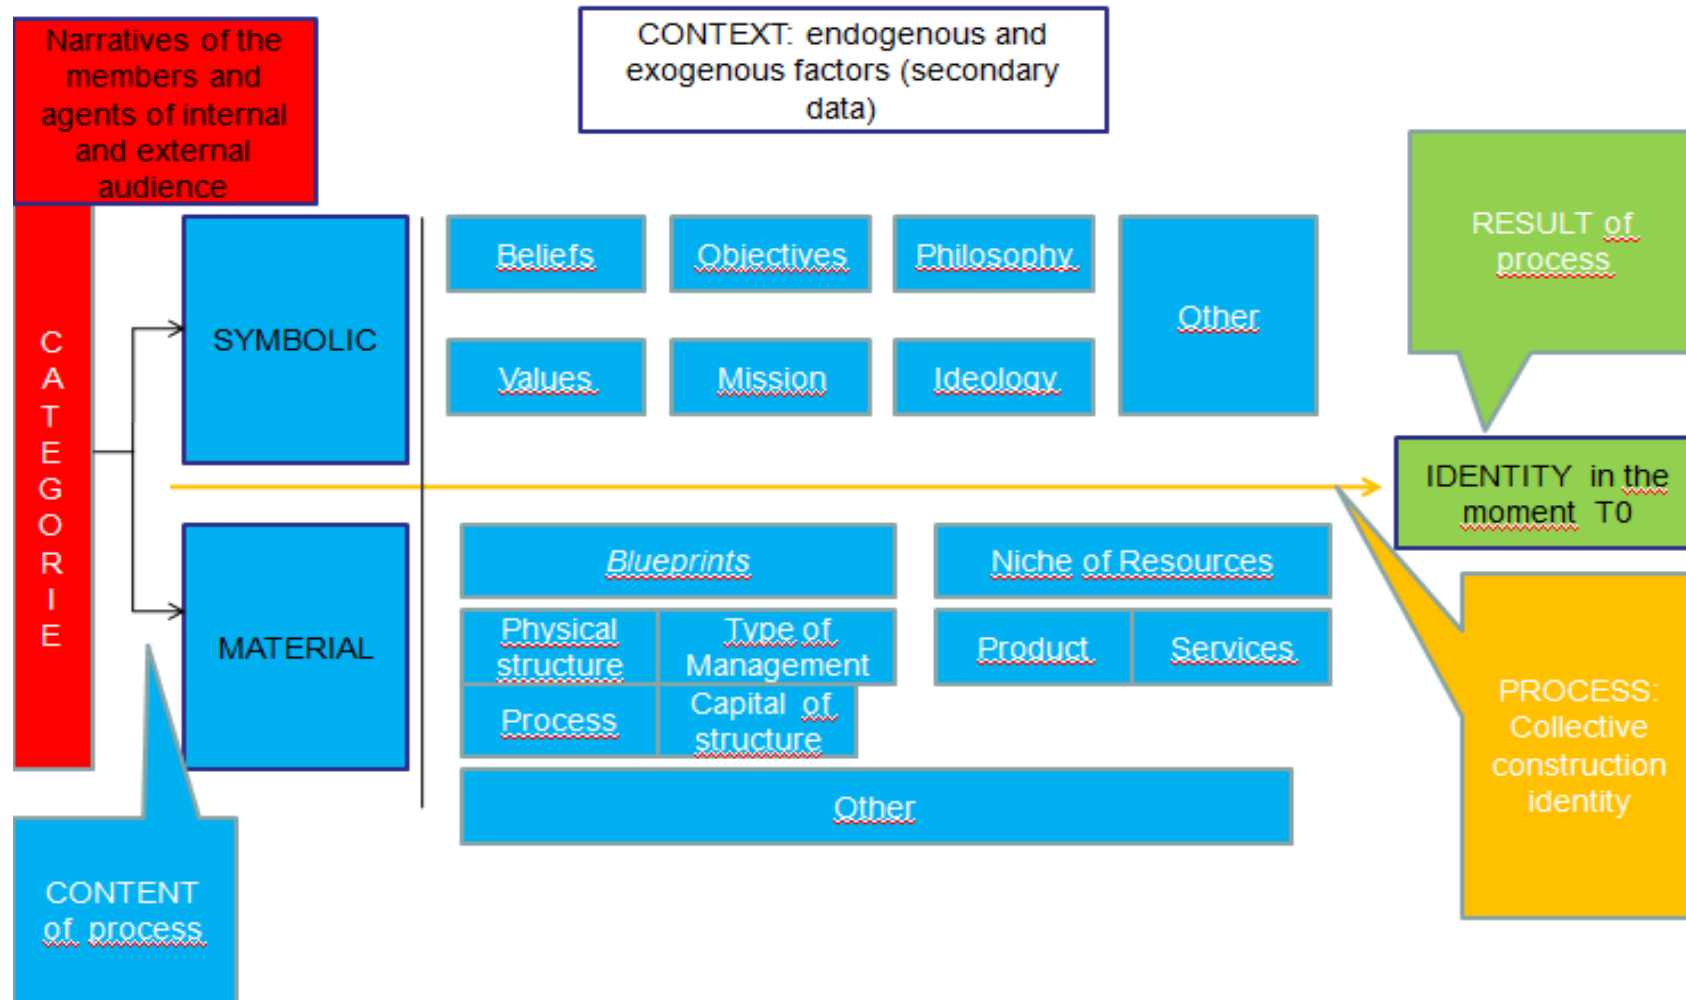 Narratives of the
members and
agents of internal
and external
audience
CONTEXT: endogenous and
exogenous factors (secondary
data)
RESULT of
process
CATEGORIE
SYMBOLIC
Beliefs
Objectives
Philosophy
Other
Values
Mission
Ideology
IDENTITY in the
moment T0
MATERIAL
Blueprints
Niche of Resources
Physical
structure
Type of
Management
Product
Services
Process
Capital of
structure
Other
PROCESS:
Collective
construction
identity
CONTENT
of process